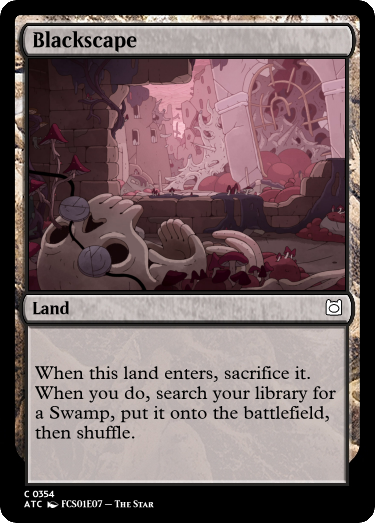 Blackscape
Land
When this land enters, sacrifice it.
When you do, search your library for
a Swamp, put it onto the battlefield,
then shuffle.
C 0354
ATC FCS01E07 – The Star